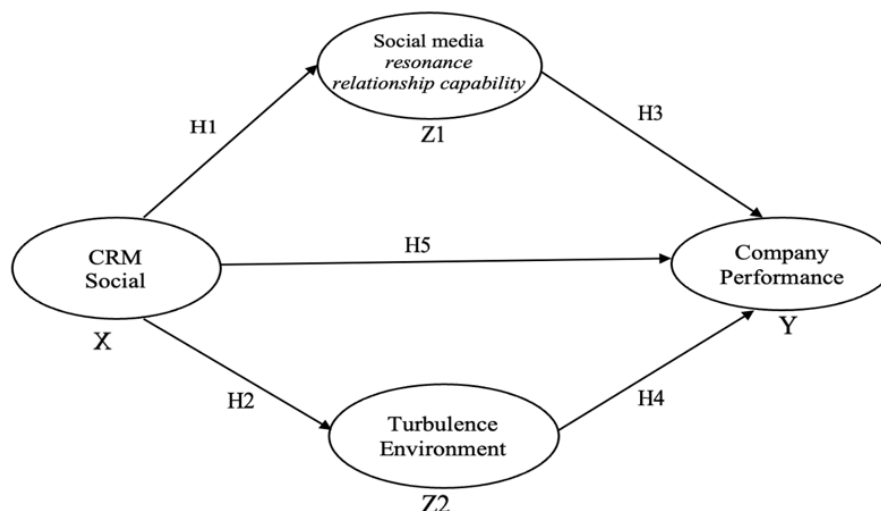 Social media
resonance
relationship capability
Z1
H1
H3
CRM
Social
X
H5
Company
Performance
Y
H2
H4
Turbulence
Environment
Z2